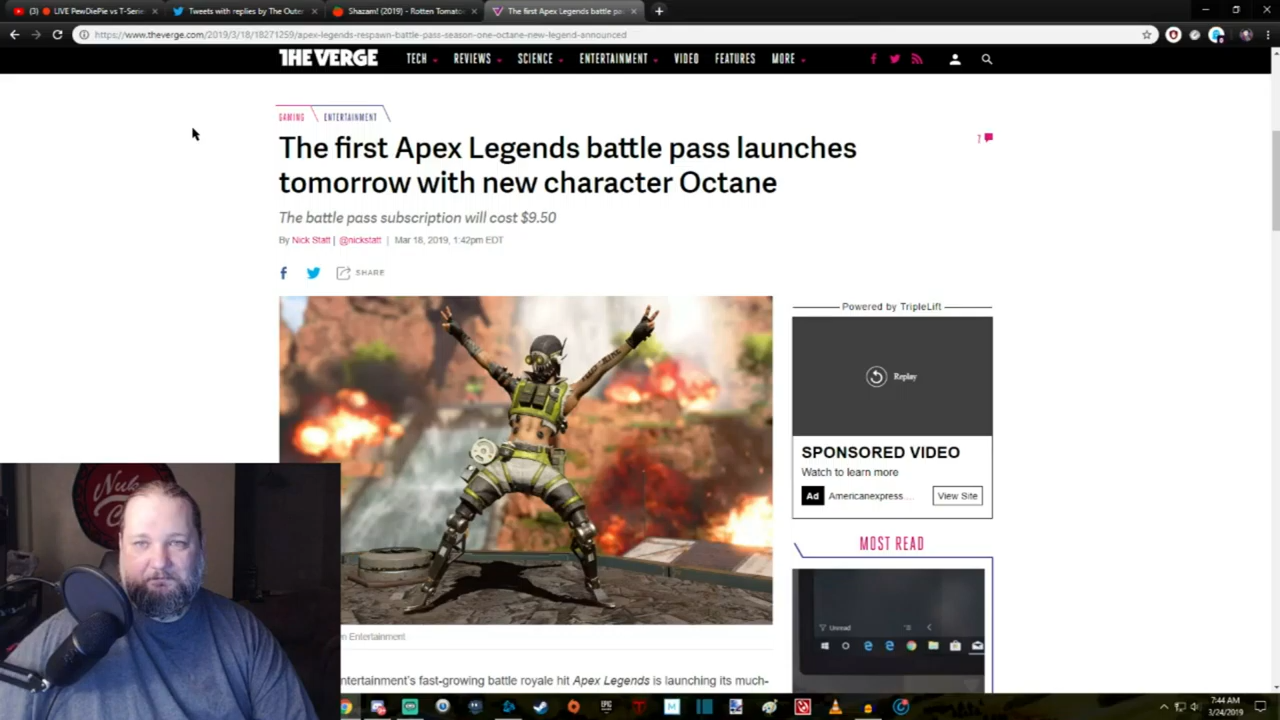 (3) LIVE PewDiePie vs T-Serie
Tweets with replies by The Outer
Shazam! (2019) - Rotten Tomato
The first Apex Legends battle pa
https://www.theverge.com/2019/3/18/18271259/apex-legends-respawn-battle-pass-season-one-octane-new-legend-announced
THE VERGE TECH REVIEWS SCIENCE ENTERTAINMENT VIDEO FEATURES MORE
GAMING ENTERTAINMENT
The first Apex Legends battle pass launches
tomorrow with new character Octane
The battle pass subscription will cost $9.50
By Nick Statt | @nickstatt | Mar 18, 2019, 1:42pm EDT
SHARE
Powered by TripleLift
Replay
SPONSORED VIDEO
Watch to learn more
Ad Americanexpress... View Site
MOST READ
Unread
Nuk
C
n Entertainment
ntertainment's fast-growing battle royale hit Apex Legends is launching its much-
EPIC
7:44 AM
3/24/2019